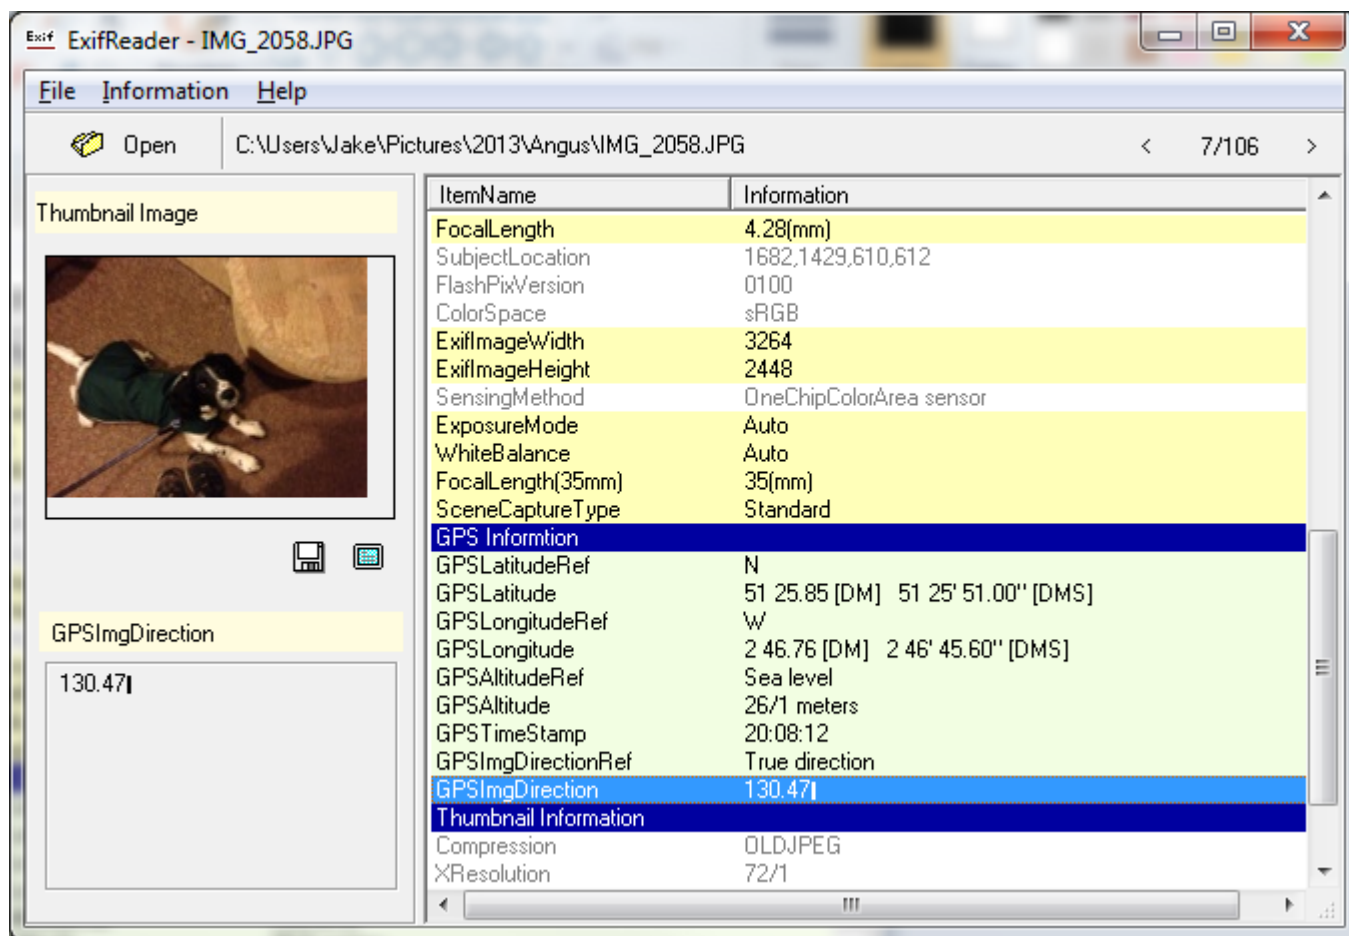 Exif ExifReader - IMG_2058.JPG
File Information Help
Open C:\Users\Jake\Pictures\2013\Angus\IMG_2058.JPG < 7/106 >
Thumbnail Image
GPSImgDirection
130.47
ItemName Information
FocalLength 4.28(mm)
SubjectLocation 1682,1429,610,612
FlashPixVersion 0100
ColorSpace sRGB
ExifImageWidth 3264
ExifImageHeight 2448
SensingMethod OneChipColorArea sensor
ExposureMode Auto
WhiteBalance Auto
FocalLength(35mm) 35(mm)
SceneCaptureType Standard
GPS Informtion
GPSLatitudeRef N
GPSLatitude 51 25.85 [DM] 51 25' 51.00" [DMS]
GPSLongitudeRef W
GPSLongitude 2 46.76 [DM] 2 46' 45.60" [DMS]
GPSAltitudeRef Sea level
GPSAltitude 26/1 meters
GPSTimeStamp 20:08:12
GPSImgDirectionRef True direction
GPSImgDirection 130.47
Thumbnail Information
Compression OLDJPEG
XResolution 72/1